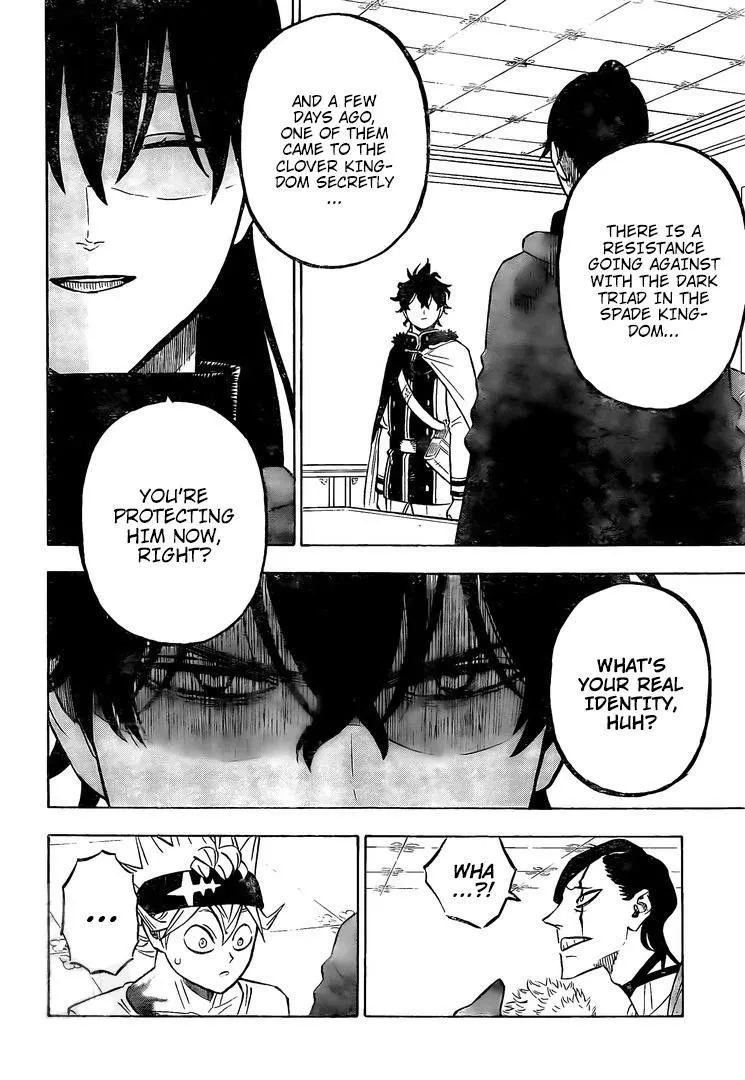 THERE IS A
RESISTANCE
GOING AGAINST
WITH THE DARK
TRIAD IN THE
SPADE KING-
DOM...
AND A FEW
DAYS AGO,
ONE OF THEM
CAME TO THE
CLOVER KING-
DOM SECRETLY
...
YOU'RE
PROTECTING
HIM NOW,
RIGHT?
WHAT'S
YOUR REAL
IDENTITY,
HUH?
WHA
...?!
...